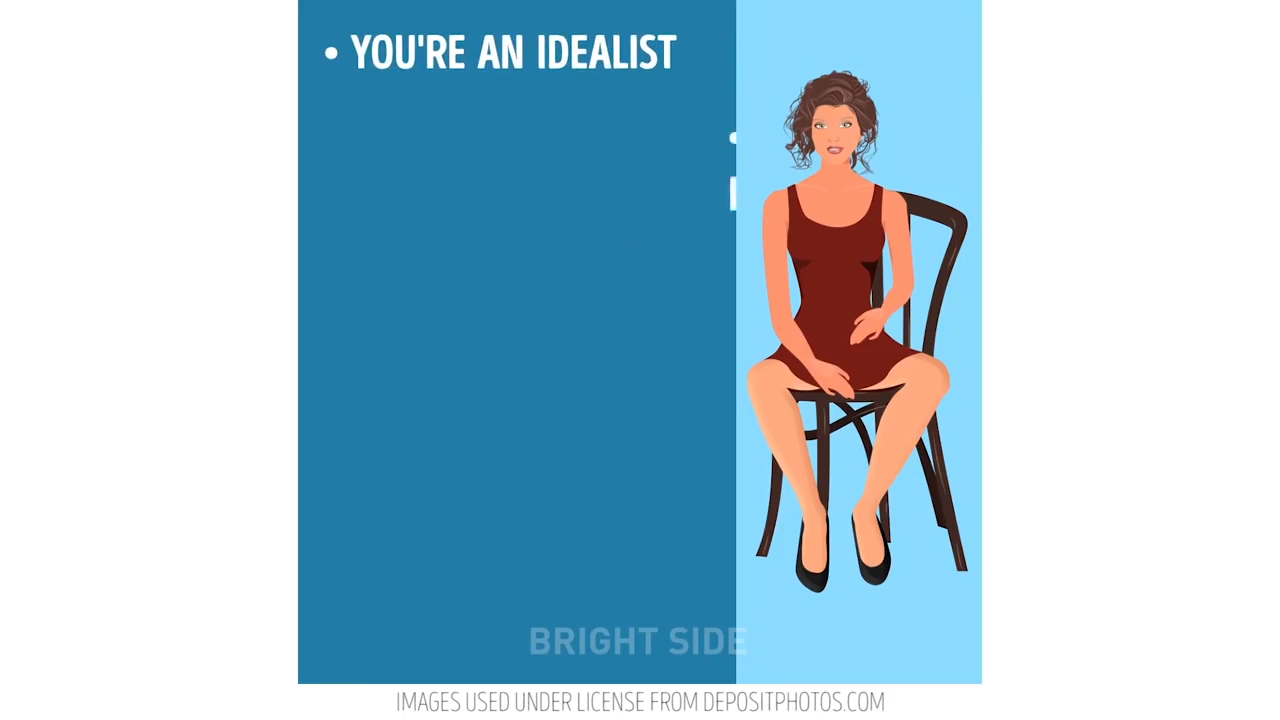 • YOU'RE AN IDEALIST
•
BRIGHT SIDE
IMAGES USED UNDER LICENSE FROM DEPOSITPHOTOS.COM